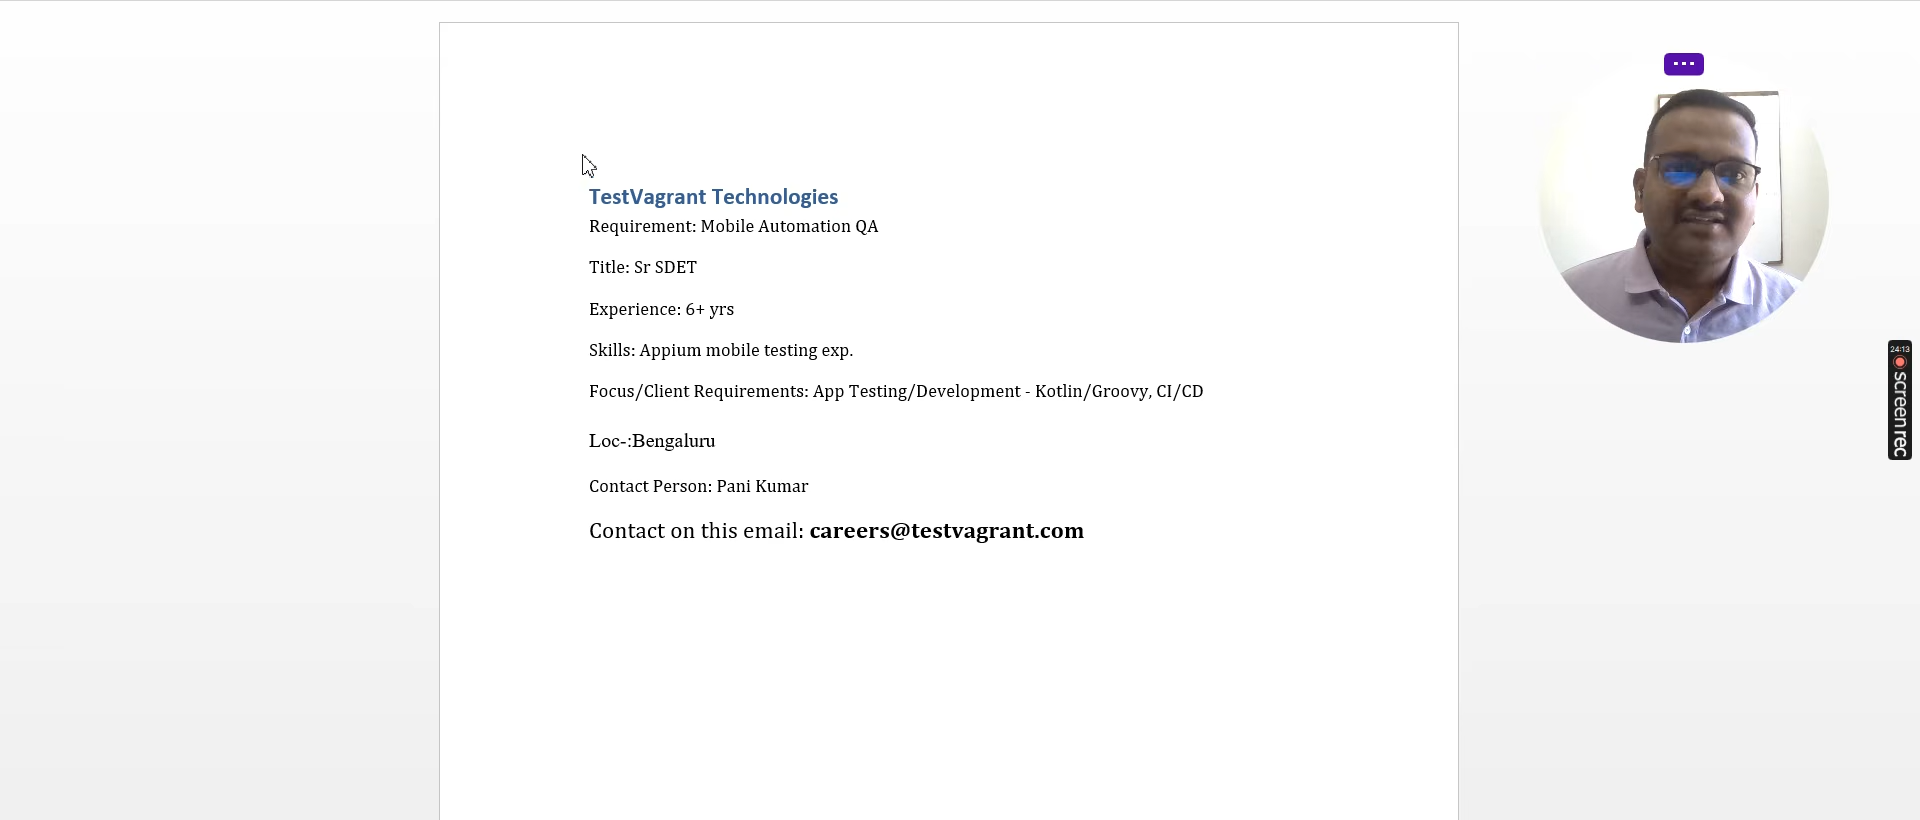 TestVagrant Technologies
Requirement: Mobile Automation QA
Title: Sr SDET
Experience: 6+ yrs
Skills: Appium mobile testing exp.
Focus/Client Requirements: App Testing/Development - Kotlin/Groovy, CI/CD
Loc-:Bengaluru
Contact Person: Pani Kumar
Contact on this email: careers@testvagrant.com
24:13
screenrec